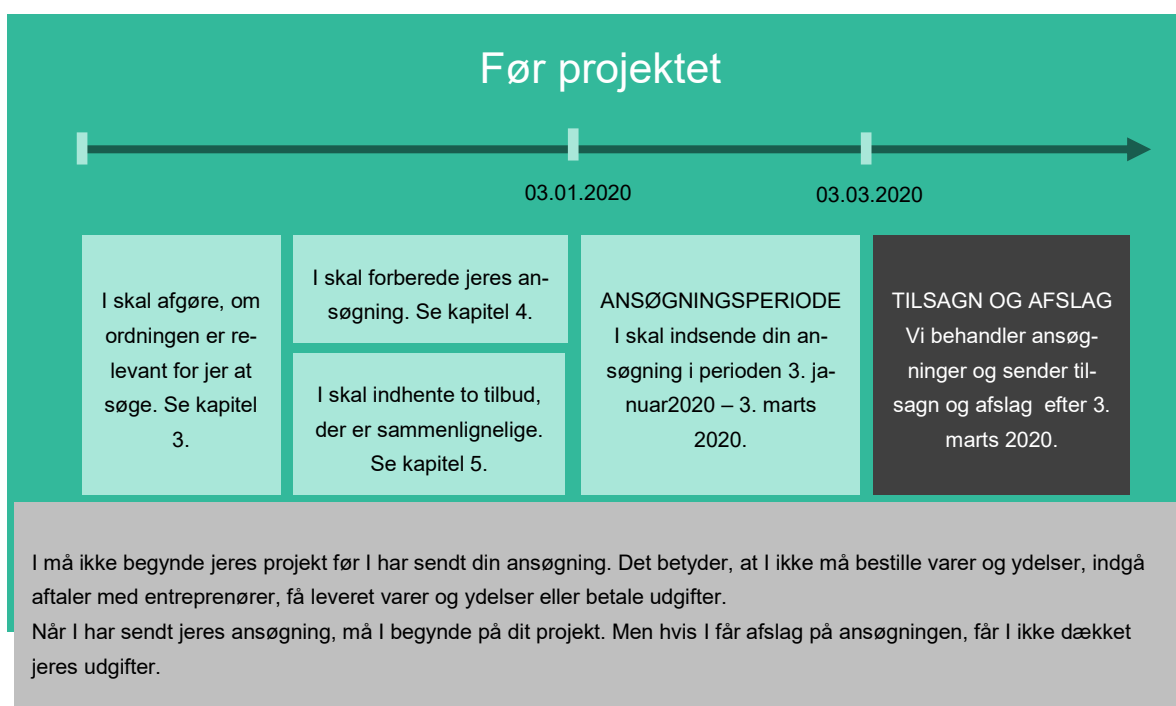 Før projektet
03.01.2020
03.03.2020
I skal afgøre, om
ordningen er re-
levant for jer at
søge. Se kapitel
3.
I skal forberede jeres an-
søgning. Se kapitel 4.
I skal indhente to tilbud,
der er sammenlignelige.
Se kapitel 5.
ANSØGNINGSPERIODE
I skal indsende din an-
søgning i perioden 3. ja-
nuar2020 – 3. marts
2020.
TILSAGN OG AFSLAG
Vi behandler ansøg-
ninger og sender til-
sagn og afslag  efter 3.
marts 2020.
I må ikke begynde jeres projekt før I har sendt din ansøgning. Det betyder, at I ikke må bestille varer og ydelser, indgå
aftaler med entreprenører, få leveret varer og ydelser eller betale udgifter.
Når I har sendt jeres ansøgning, må I begynde på dit projekt. Men hvis I får afslag på ansøgningen, får I ikke dækket
jeres udgifter.